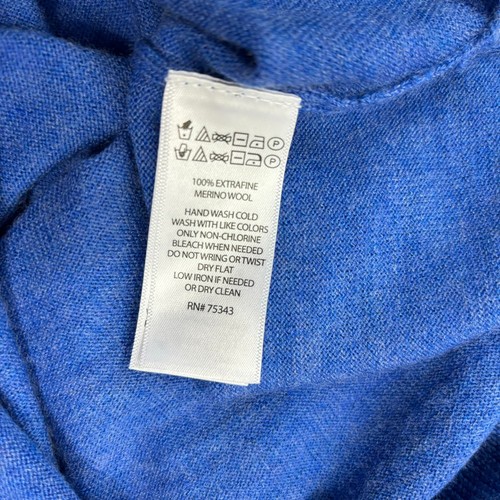 100% EXTRAFINE
MERINO WOOL
HAND WASH COLD
WASH WITH LIKE COLORS
ONLY NON-CHLORINE
BLEACH WHEN NEEDED
DO NOT WRING OR TWIST
DRY FLAT
LOW IRON IF NEEDED
OR DRY CLEAN
RN# 75343